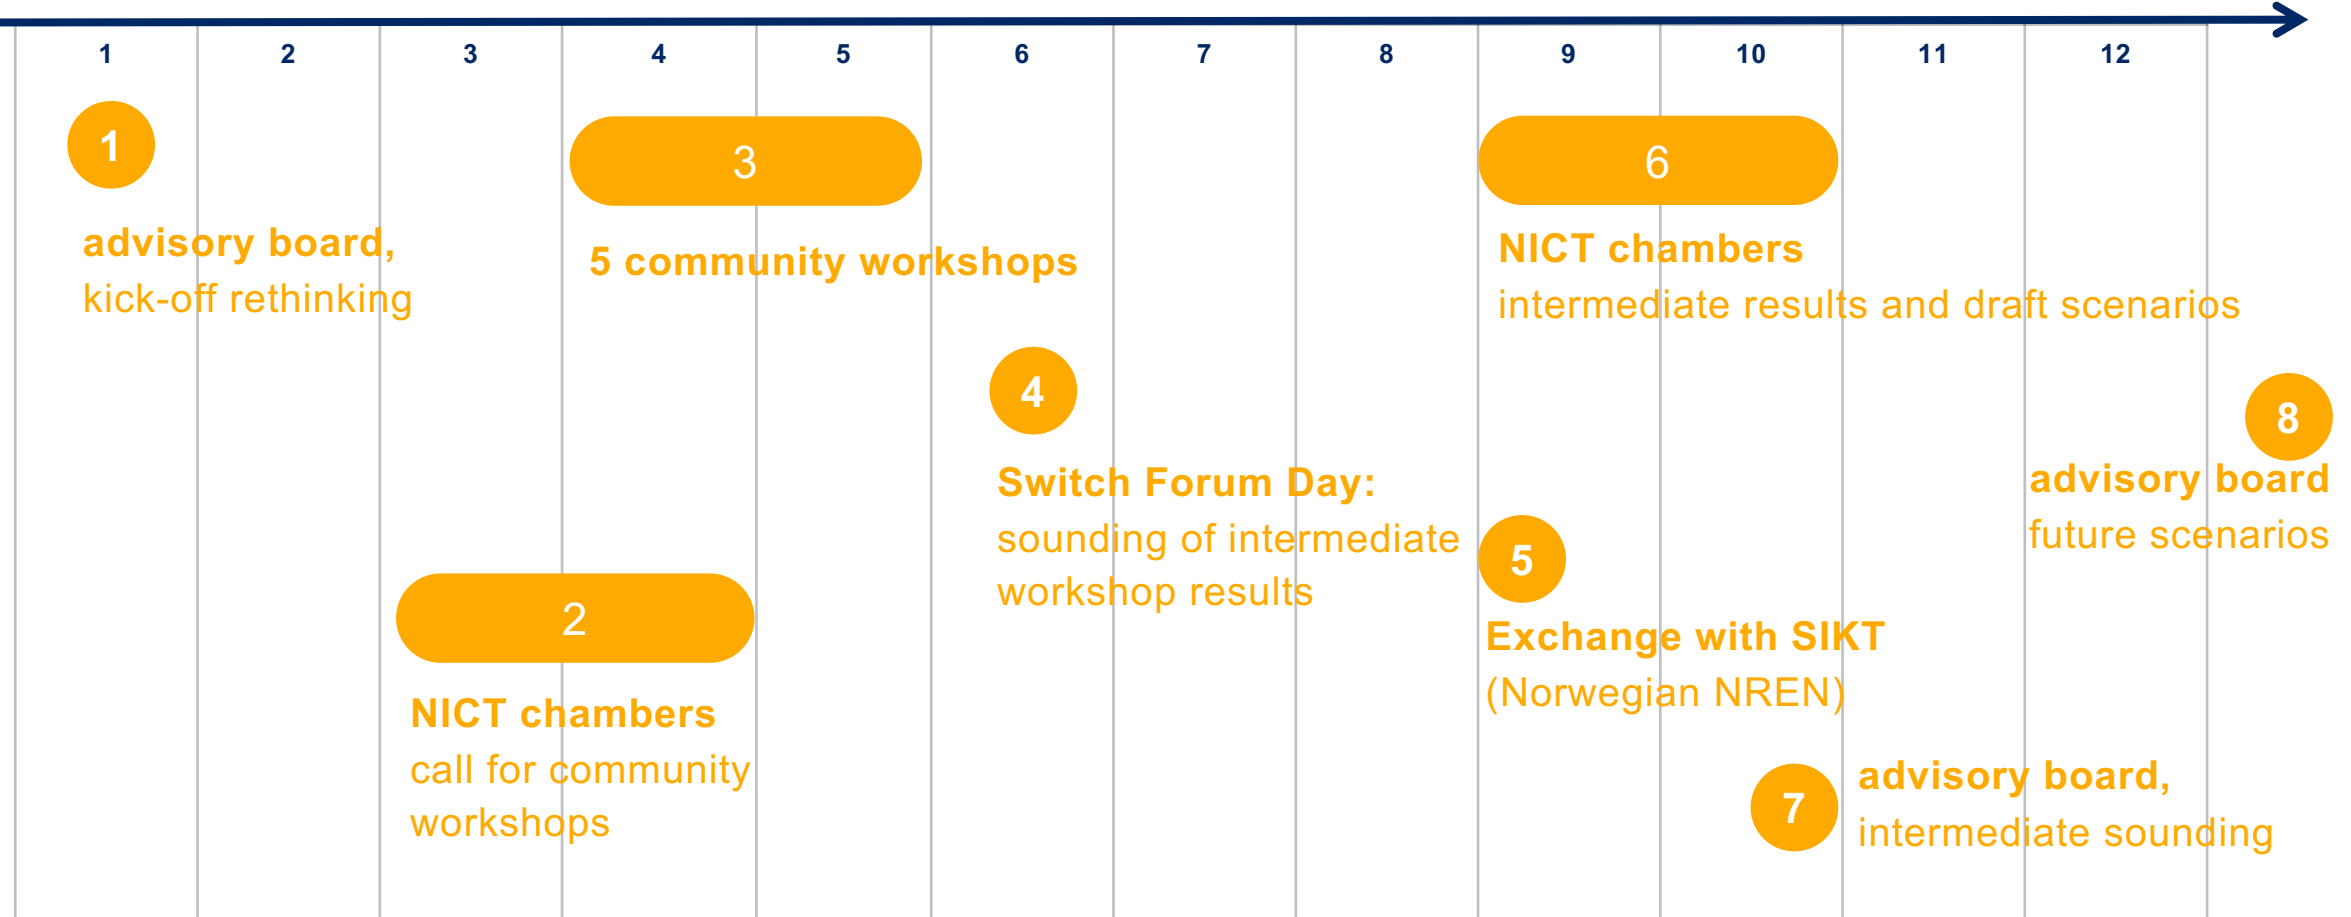 1 2 3 4 5 6 7 8 9 10 11 12
1
advisory board,
kick-off rethinking
2
NICT chambers
call for community
workshops
3
5 community workshops
4
Switch Forum Day:
sounding of intermediate
workshop results
5
Exchange with SIKT
(Norwegian NREN)
6
NICT chambers
intermediate results and draft scenarios
7
advisory board,
intermediate sounding
8
advisory board
future scenarios